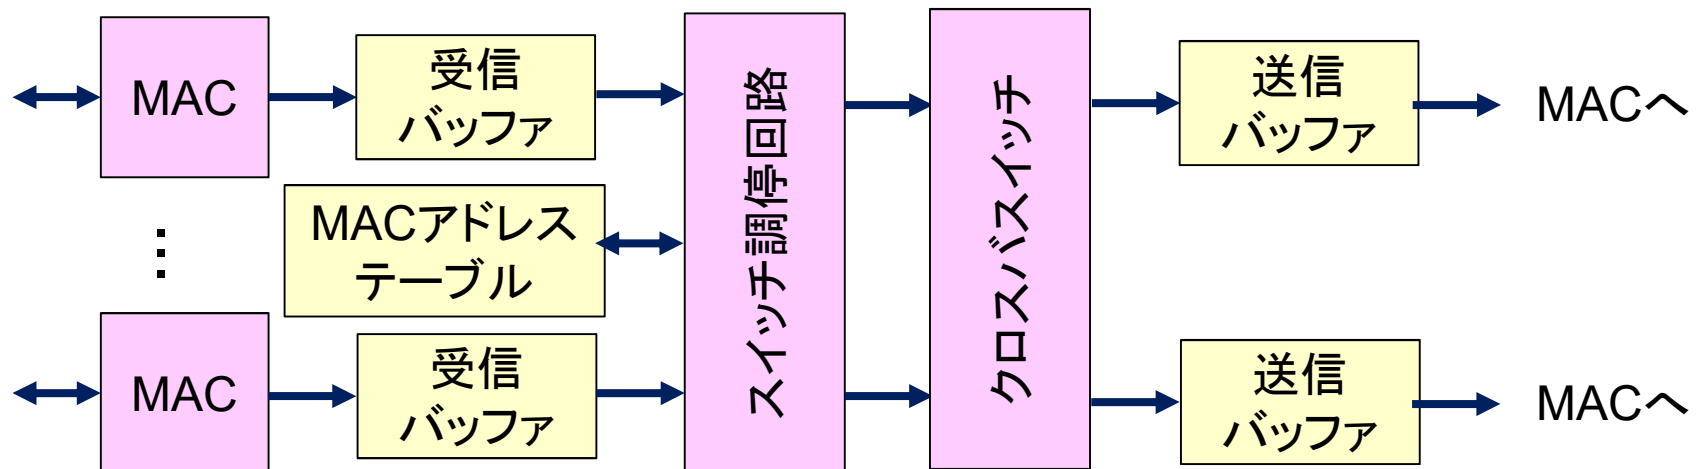 MAC
受信
バッファ
MACアドレス
テーブル
MAC
受信
バッファ
スイッチ調停回路
クロスバスイッチ
送信
バッファ
MACへ
送信
バッファ
MACへ